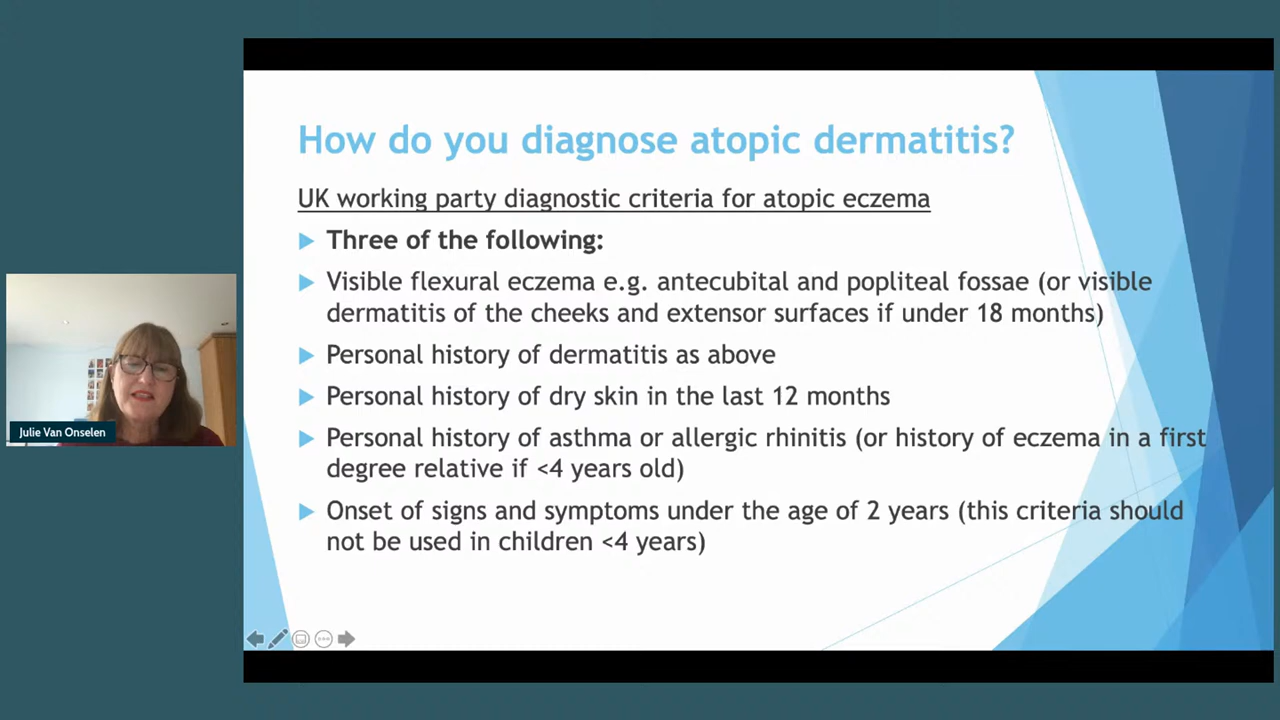 How do you diagnose atopic dermatitis?
UK working party diagnostic criteria for atopic eczema
Three of the following:
Visible flexural eczema e.g. antecubital and popliteal fossae (or visible
dermatitis of the cheeks and extensor surfaces if under 18 months)
Personal history of dermatitis as above
Personal history of dry skin in the last 12 months
Personal history of asthma or allergic rhinitis (or history of eczema in a first
degree relative if <4 years old)
Onset of signs and symptoms under the age of 2 years (this criteria should
not be used in children <4 years)
Julie Van Onselen